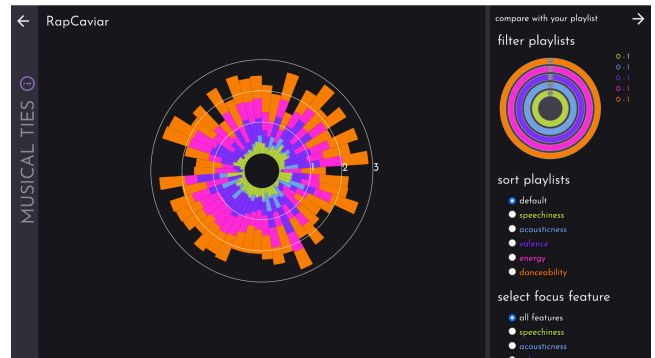 RapCaviar
MUSICAL TIES
1
2
3
compare with your playlist
filter playlists
0 - 1
0 - 1
0 - 1
0 - 1
0 - 1
sort playlists
default
speechiness
acousticness
valence
energy
danceability
select focus feature
all features
speechiness
acousticness